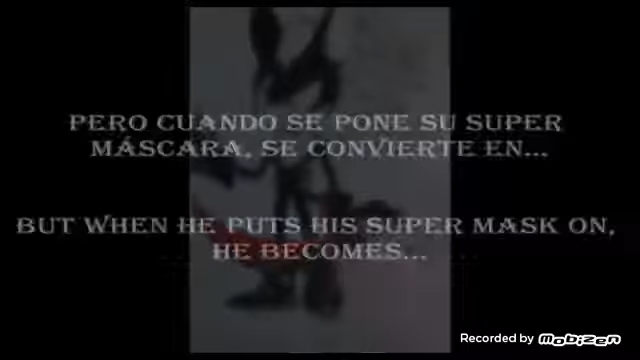 PERO CUANDO SE PONE SU SUPER
MÁSCARA, SE CONVIERTE EN...
BUT WHEN HE PUTS HIS SUPER MASK ON,
HE BECOMES...
Recorded by Mobizen